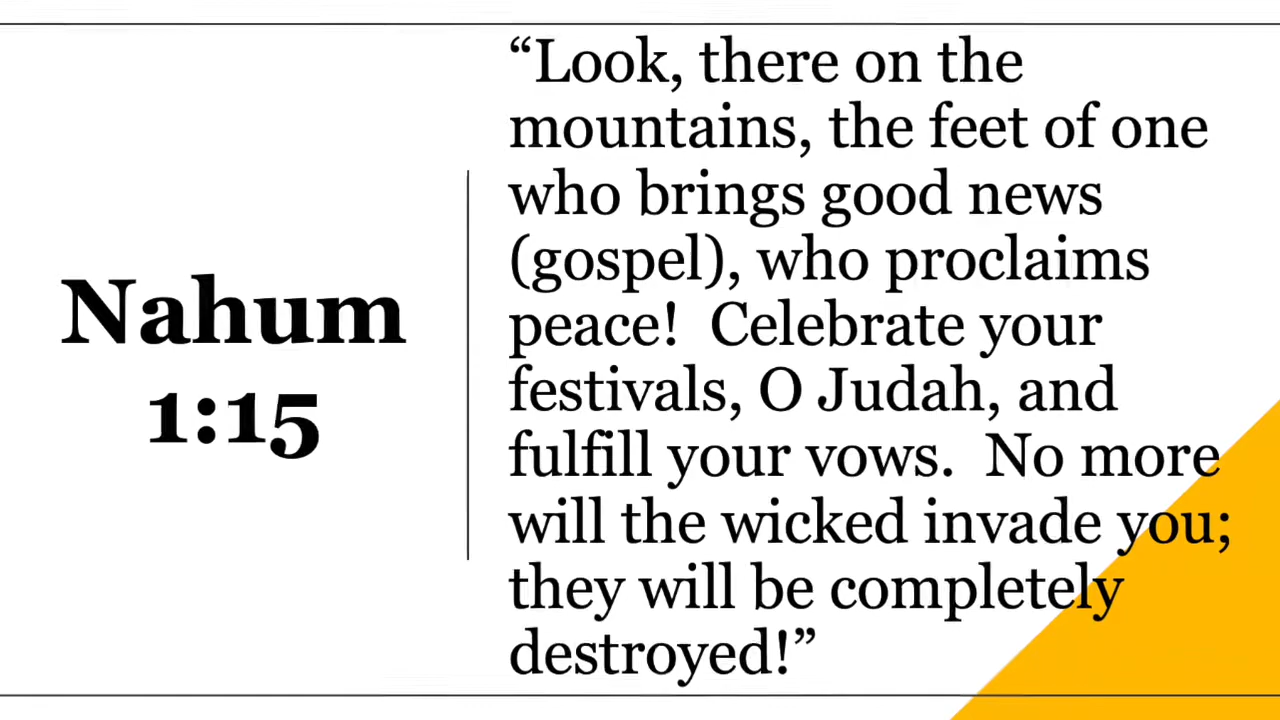 Nahum
1:15
“Look, there on the
mountains, the feet of one
who brings good news
(gospel), who proclaims
peace!  Celebrate your
festivals, O Judah, and
fulfill your vows.  No more
will the wicked invade you;
they will be completely
destroyed!”